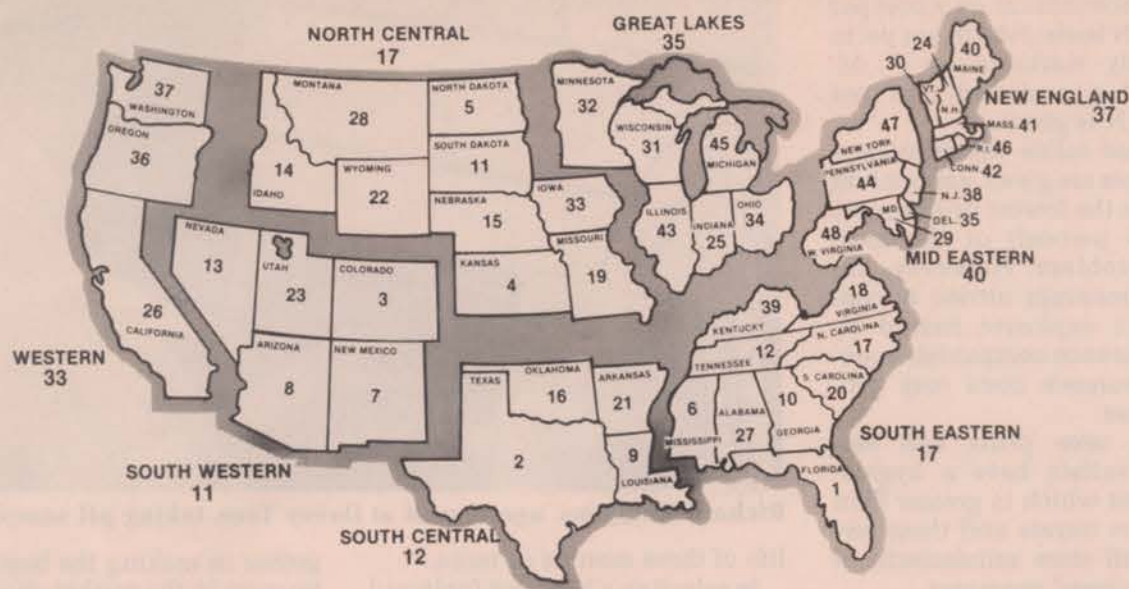 NORTH CENTRAL
17
GREAT LAKES
35
37
WASHINGTON
OREGON
36
MONTANA
28
14
IDAHO
WYOMING
22
NORTH DAKOTA
5
SOUTH DAKOTA
11
NEBRASKA
15
KANSAS
4
IOWA
33
MISSOURI
19
MINNESOTA
32
WISCONSIN
31
45
MICHIGAN
ILLINOIS
43
INDIANA
25
OHIO
34
24
30
40
MAINE
VT.
N.H.
NEW ENGLAND
37
MASS. 41
R.I. 46
CONN. 42
47
NEW YORK
PENNSYLVANIA
44
N.J. 38
MD.
DEL. 35
29
48
W. VIRGINIA
MID EASTERN
40
26
CALIFORNIA
WESTERN
33
NEVADA
13
UTAH
23
COLORADO
3
ARIZONA
8
NEW MEXICO
7
SOUTH WESTERN
11
TEXAS
2
OKLAHOMA
16
ARKANSAS
21
9
LOUISIANA
SOUTH CENTRAL
12
39
KENTUCKY
18
VIRGINIA
N. CAROLINA
17
12
TENNESSEE
S. CAROLINA
20
6
MISSISSIPPI
ALABAMA
27
10
GEORGIA
FLORIDA
1
SOUTH EASTERN
17